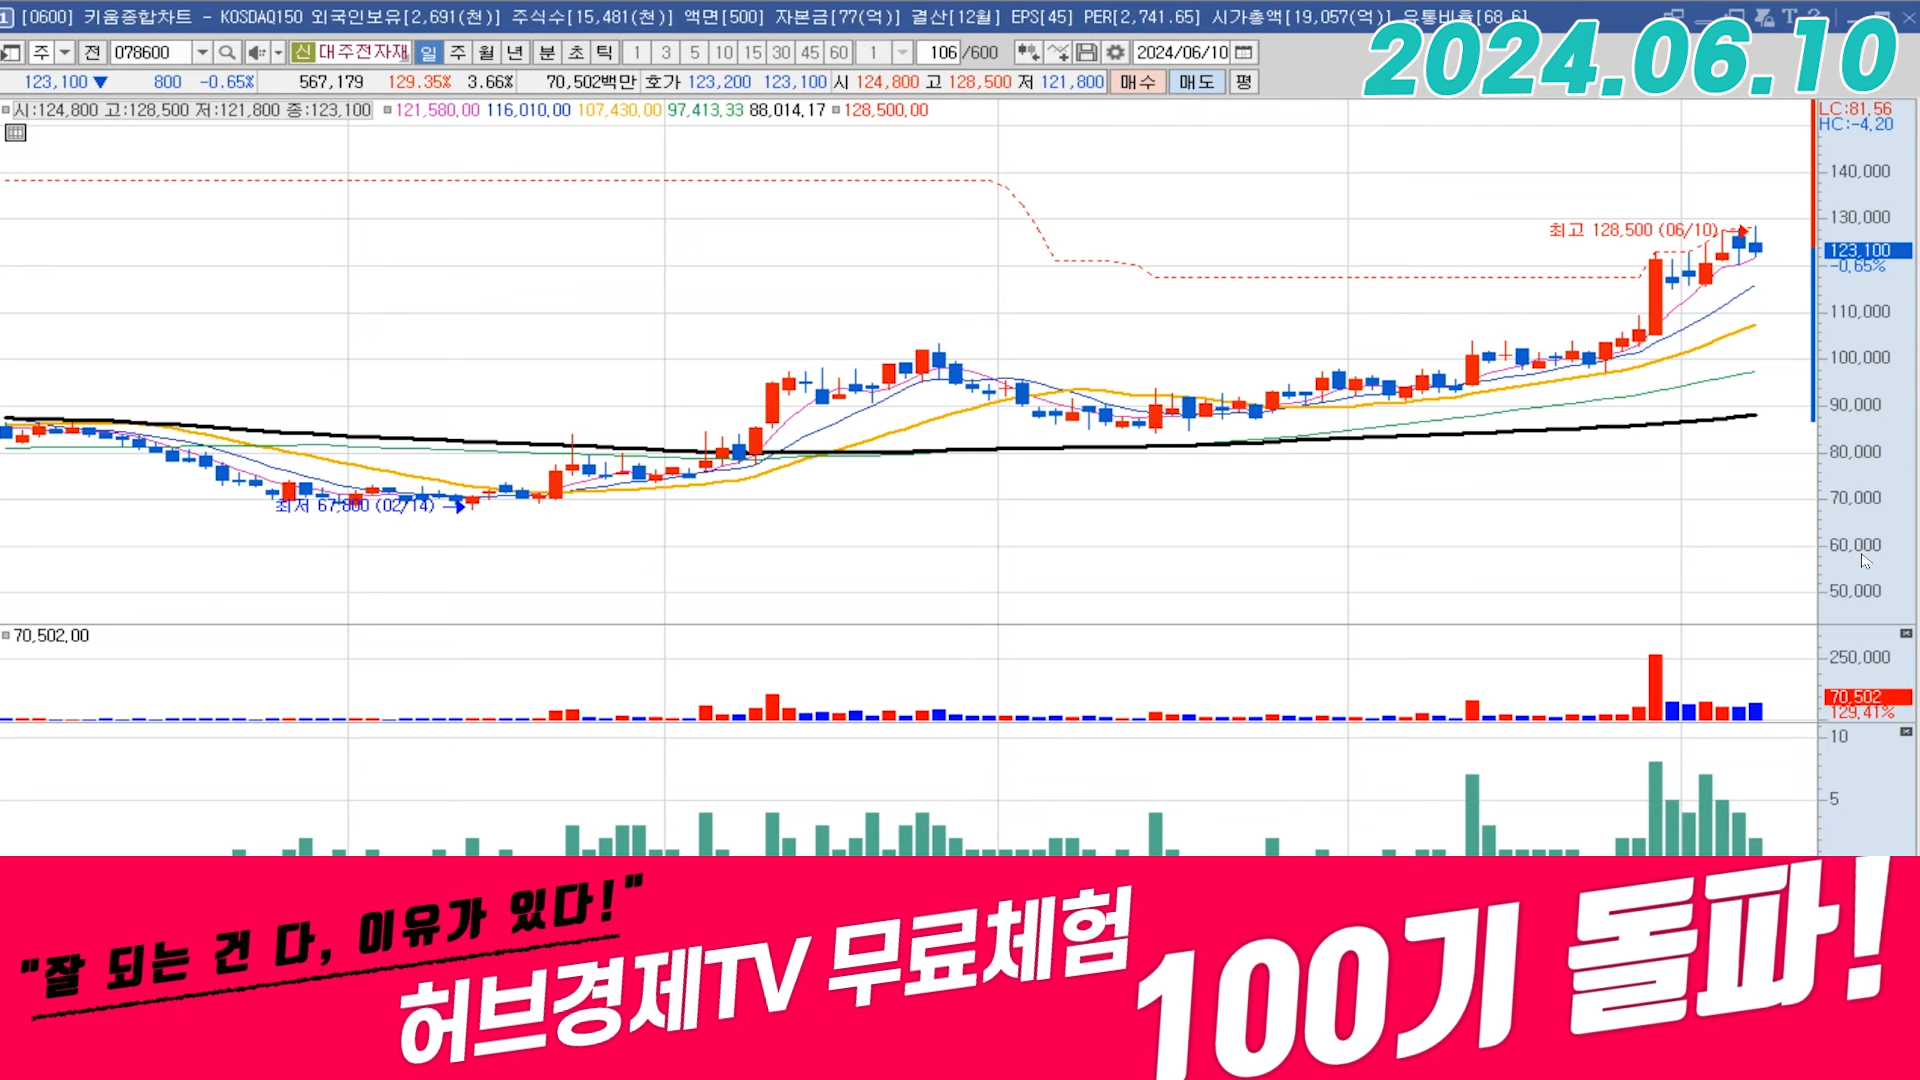 [0600] 키움종합차트 - KOSDAQ150 외국인보유[2,691(천)] 주식수[15,481(천)] 액면[500] 자본금[77(억)] 결산[12월] EPS[45] PER[2,741.65] 시가총액[19,057(억)] 유통비율[68.6]
2024.06.10
주 전 078600 신 대주전자재 일 주 월 년 분 초 틱 1 3 5 10 15 30 45 60 1 106 /600 2024/06/10
123,100 ▼ 800 -0.65% 567,179 129.35% 3.66% 70,502백만 호가 123,200 123,100 시 124,800 고 128,500 저 121,800 매수 매도 평
시:124,800 고:128,500 저:121,800 종:123,100 121,580.00 116,010.00 107,430.00 97,413.33 88,014.17 128,500.00
LC:81.56
HC:-4.20
140,000
130,000
최고 128,500 (06/10)
123,100
-0.65%
110,000
100,000
90,000
80,000
70,000
최저 67,800 (02/14)
60,000
50,000
70,502.00
250,000
70,502
129.41%
10
5
"잘 되는 건 다, 이유가 있다!"
허브경제TV 무료체험
100기 돌파!